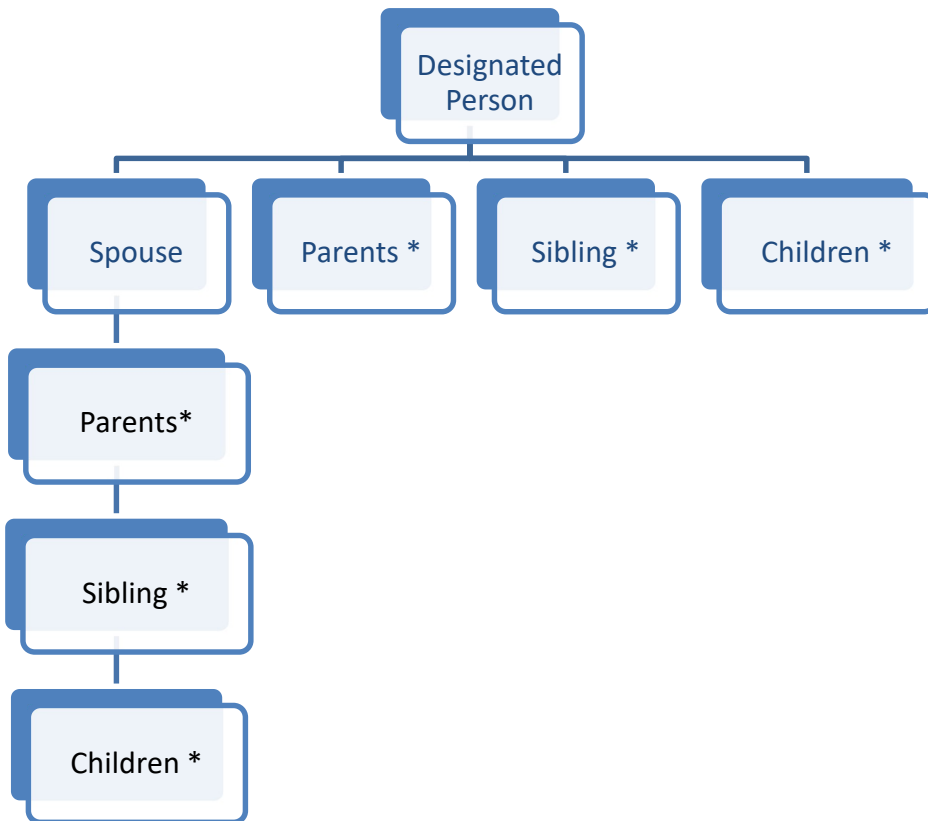 Designated
Person
Spouse
Parents *
Sibling *
Children *
Parents*
Sibling *
Children *